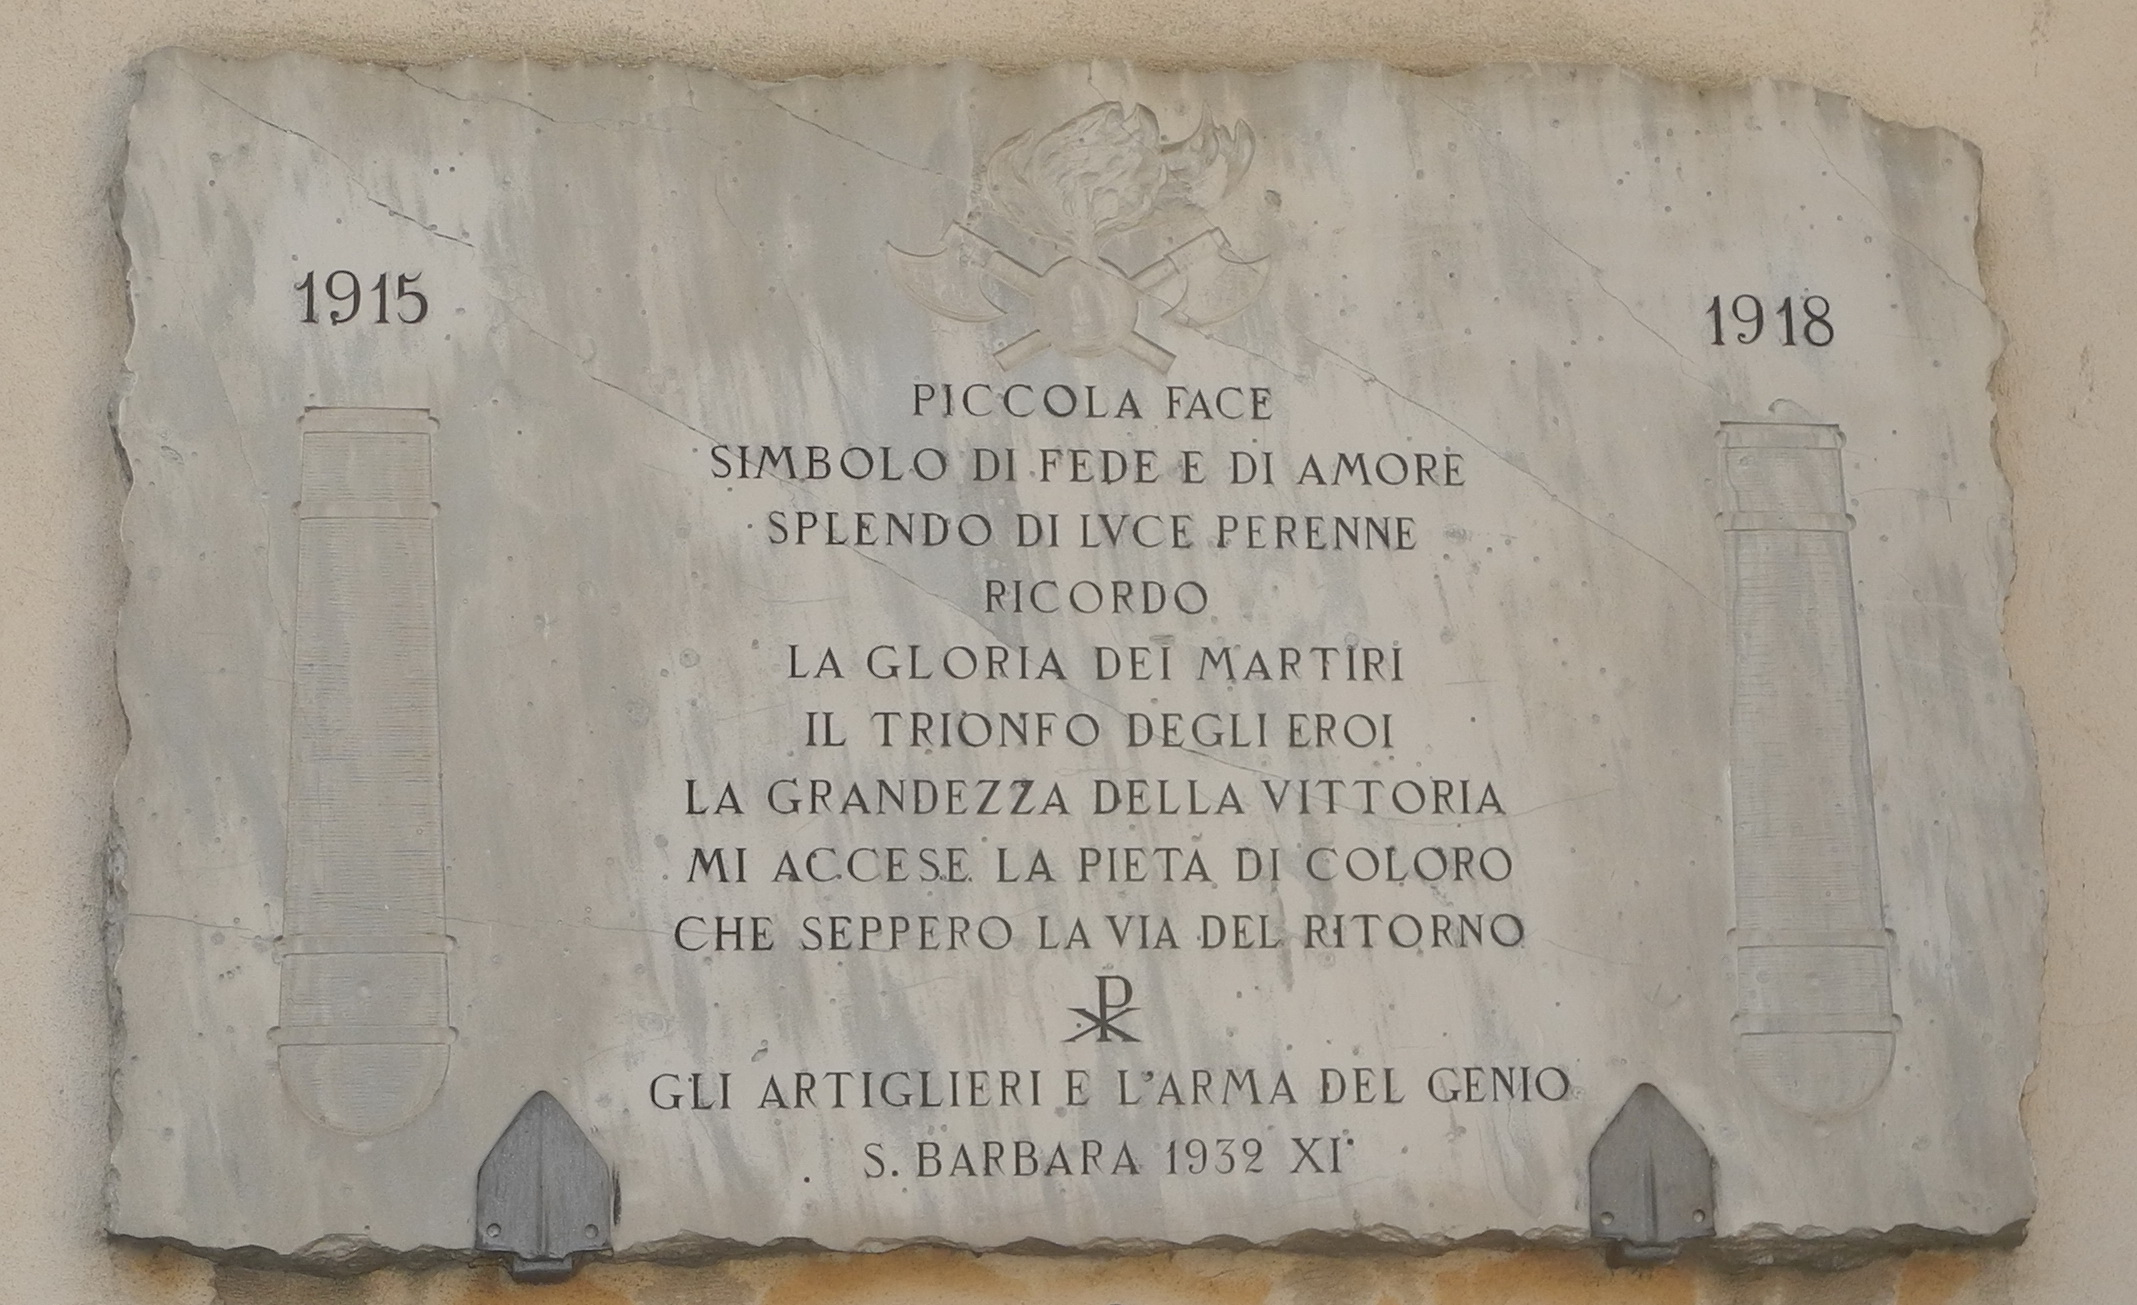 1915
1918
PICCOLA FACE
SIMBOLO DI FEDE E DI AMORE
SPLENDO DI LVCE PERENNE
RICORDO
LA GLORIA DEI MARTIRI
IL TRIONFO DEGLI EROI
LA GRANDEZZA DELLA VITTORIA
MI ACCESE LA PIETÀ DI COLORO
CHE SEPPERO LA VIA DEL RITORNO
☧
GLI ARTIGLIERI E L'ARMA DEL GENIO
S. BARBARA 1932 XI°